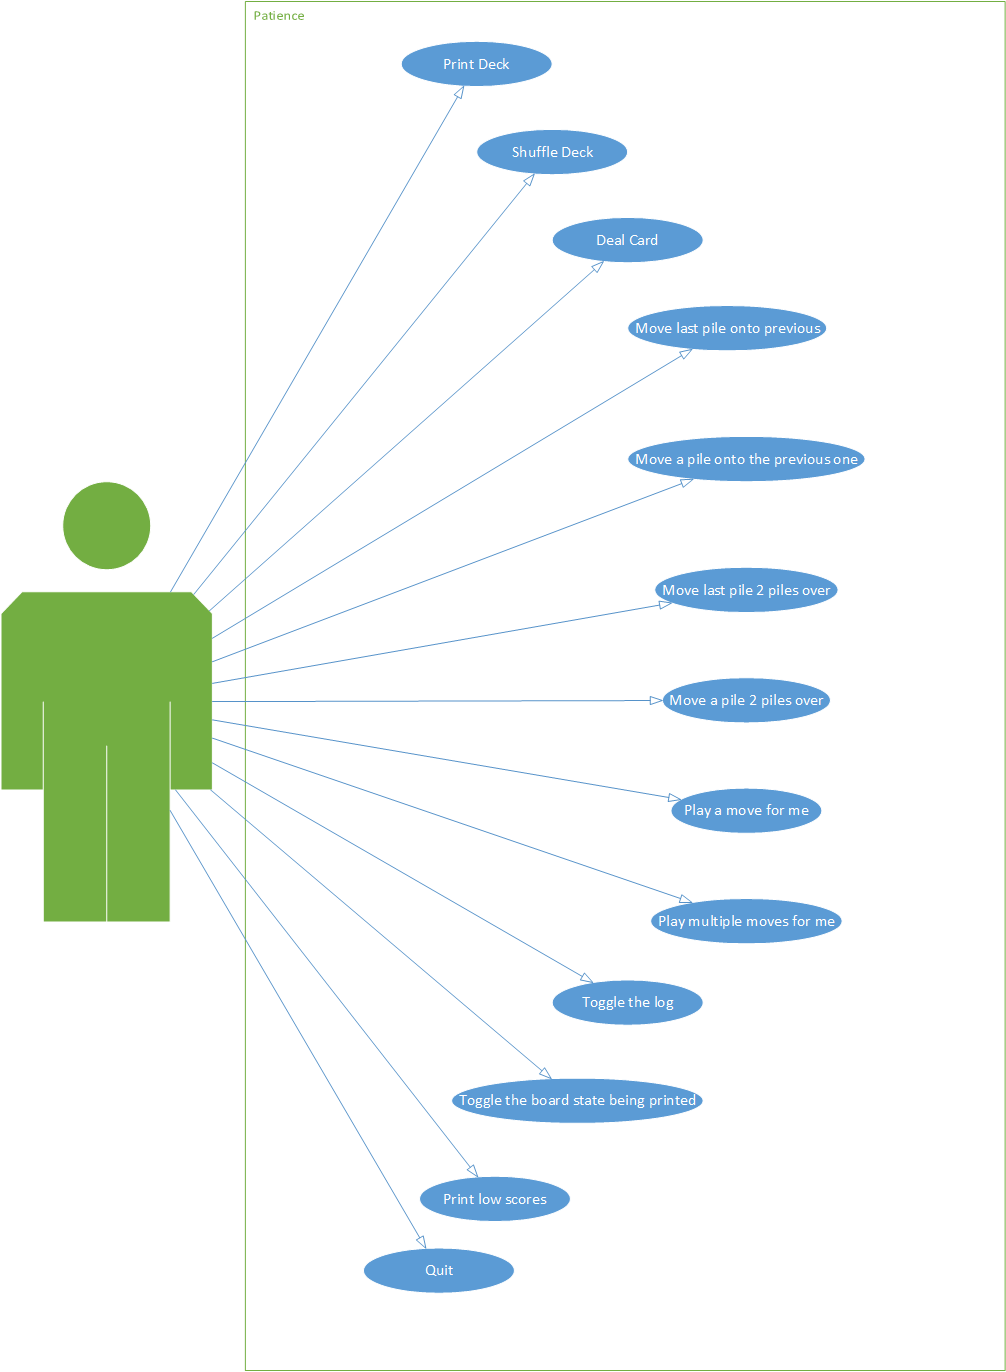 Patience
Print Deck
Shuffle Deck
Deal Card
Move last pile onto previous
Move a pile onto the previous one
Move last pile 2 piles over
Move a pile 2 piles over
Play a move for me
Play multiple moves for me
Toggle the log
Toggle the board state being printed
Print low scores
Quit